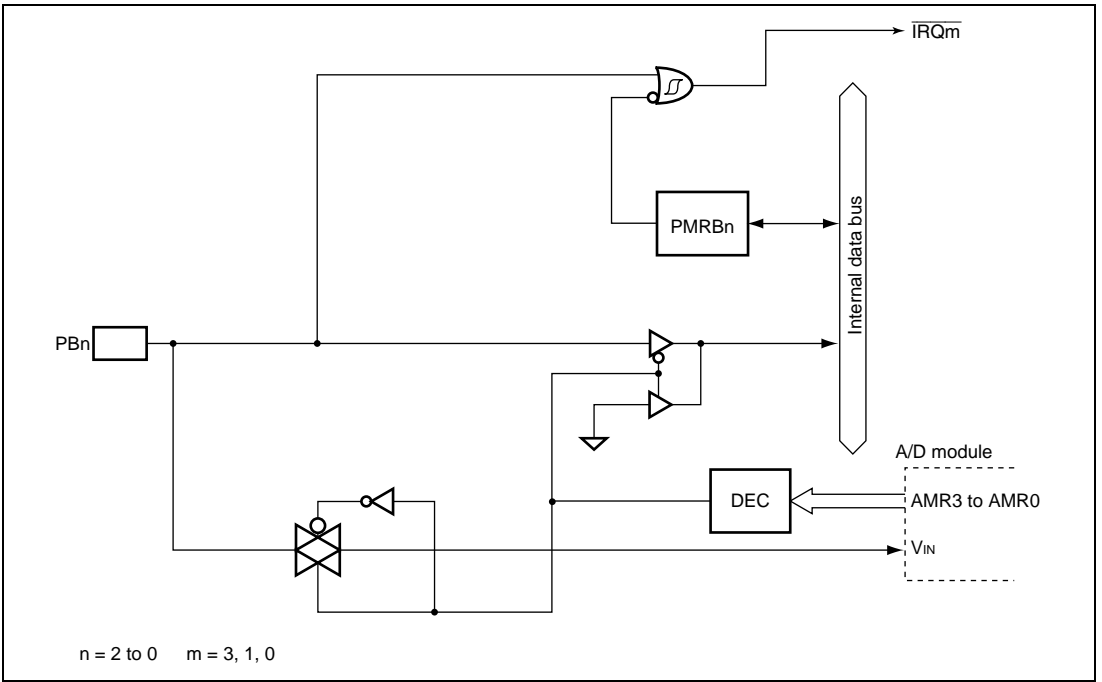 IRQm
PMRBn
Internal data bus
PBn
A/D module
DEC
AMR3 to AMR0
VIN
n = 2 to 0 m = 3, 1, 0